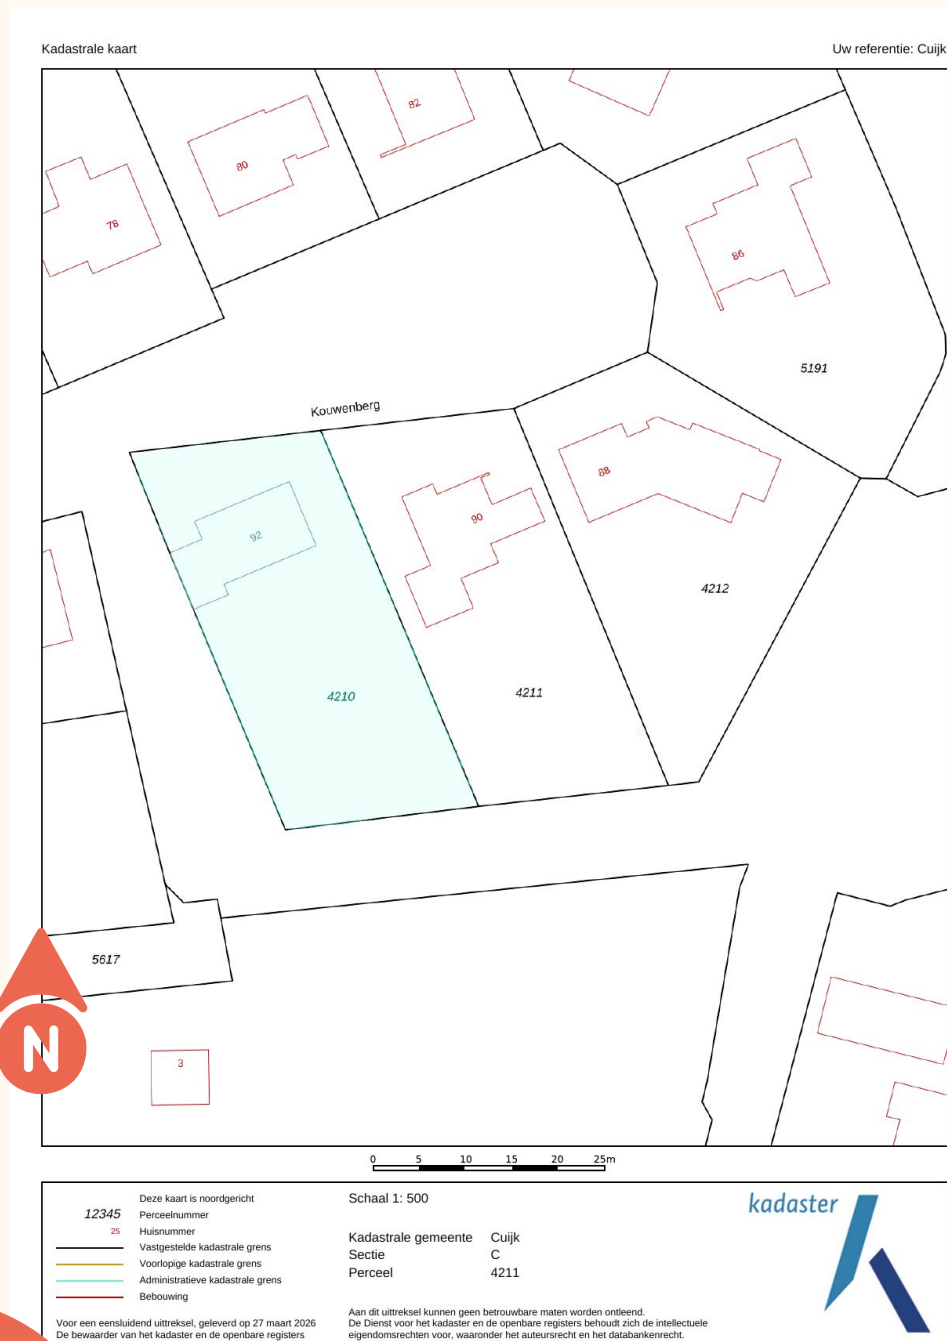 Kadastrale kaart
Uw referentie: Cuijk
82
80
78
86
5191
Kouwenberg
88
90
92
4212
4210
4211
5617
N
3
0 5 10 15 20 25m
Deze kaart is noordgericht
12345 Perceelnummer
25 Huisnummer
Vastgestelde kadastrale grens
Voorlopige kadastrale grens
Administratieve kadastrale grens
Bebouwing
Voor een eensluidend uittreksel, geleverd op 27 maart 2026
De bewaarder van het kadaster en de openbare registers
Schaal 1: 500
Kadastrale gemeente Cuijk
Sectie C
Perceel 4211
Aan dit uittreksel kunnen geen betrouwbare maten worden ontleend.
De Dienst voor het kadaster en de openbare registers behoudt zich de intellectuele
eigendomsrechten voor, waaronder het auteursrecht en het databankenrecht.
kadaster